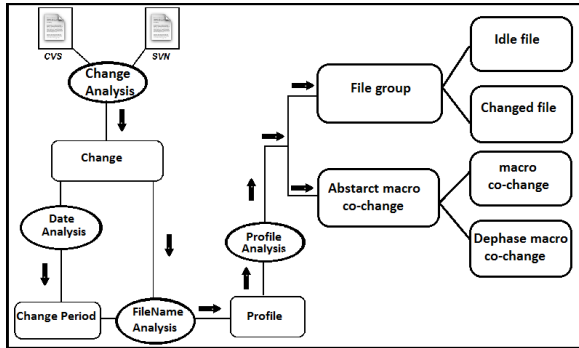 CVS
SVN
Change
Analysis
Change
Date
Analysis
Change Period
FileName
Analysis
Profile
Profile
Analysis
File group
Abstarct macro
co-change
Idle file
Changed file
macro
co-change
Dephase macro
co-change